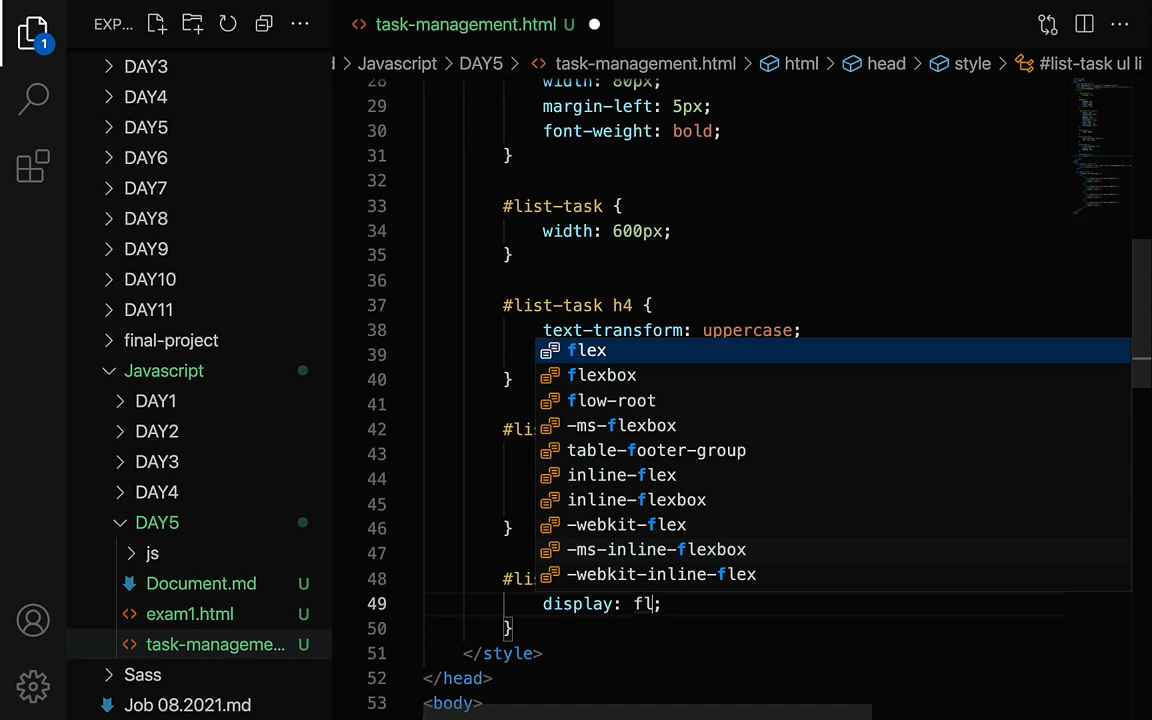 1
EXP...
DAY3
DAY4
DAY5
DAY6
DAY7
DAY8
DAY9
DAY10
DAY11
final-project
Javascript
DAY1
DAY2
DAY3
DAY4
DAY5
js
Document.md U
exam1.html U
task-manageme... U
Sass
Job 08.2021.md
task-management.html U
Javascript > DAY5 > task-management.html > html > head > style > #list-task ul li
28 width: 80px;
29 margin-left: 5px;
30 font-weight: bold;
31 }
32
33 #list-task {
34 width: 600px;
35 }
36
37 #list-task h4 {
38 text-transform: uppercase;
39
40 }
41
42 #lis
43
44
45
46 }
47
48 #lis
49 display: fl;
50 }
51 </style>
52 </head>
53 <body>
flex
flexbox
flow-root
-ms-flexbox
table-footer-group
inline-flex
inline-flexbox
-webkit-flex
-ms-inline-flexbox
-webkit-inline-flex